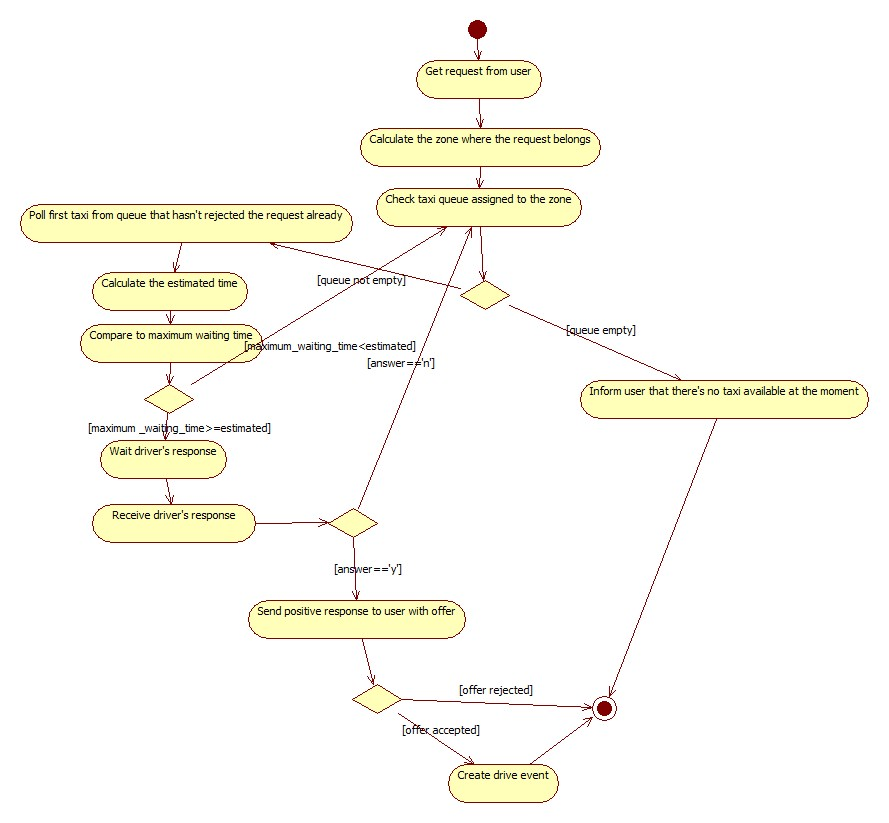 Get request from user
Calculate the zone where the request belongs
Check taxi queue assigned to the zone
Poll first taxi from queue that hasn't rejected the request already
Calculate the estimated time
[queue not empty]
[queue empty]
Compare to maximum waiting time
[maximum_waiting_time<estimated]
[answer=='n']
Inform user that there's no taxi available at the moment
[maximum _waiting_time>=estimated]
Wait driver's response
Receive driver's response
[answer=='y']
Send positive response to user with offer
[offer rejected]
[offer accepted]
Create drive event